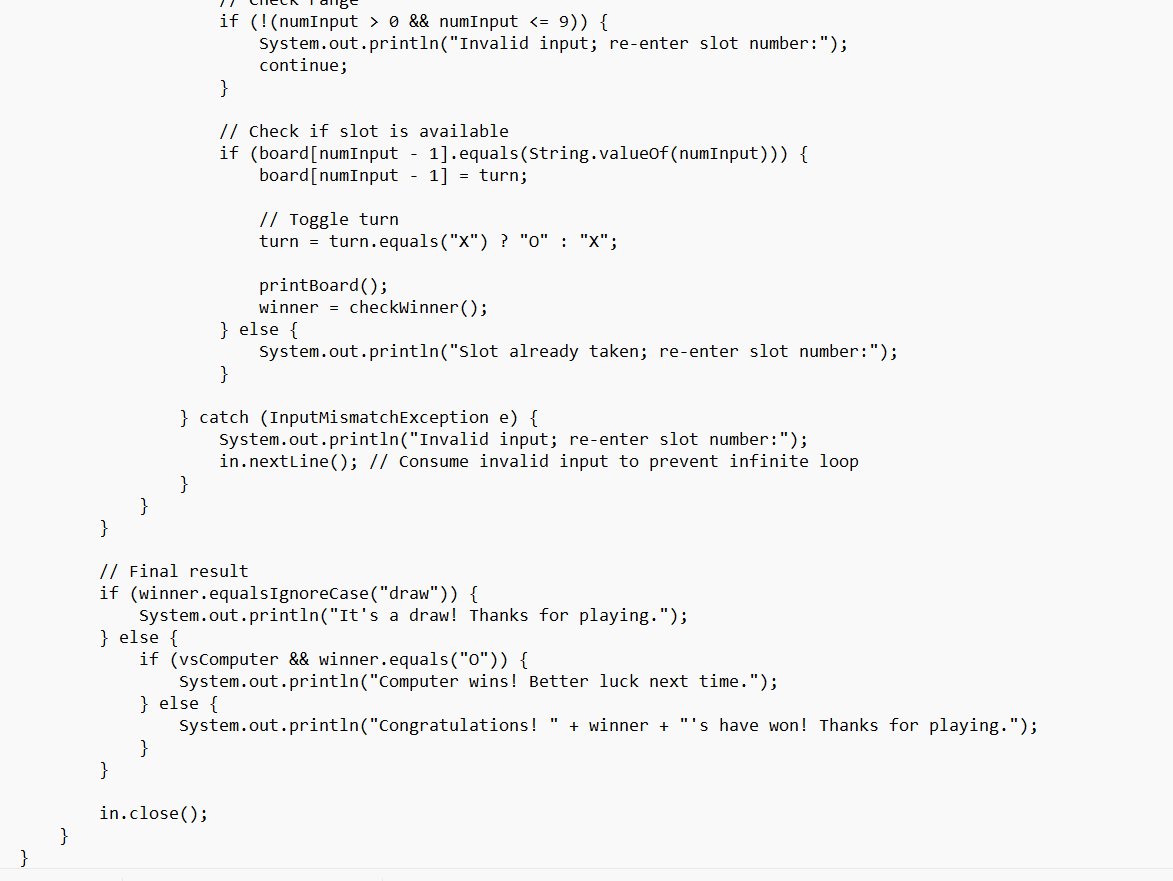 // Check range
if (!(numInput > 0 && numInput <= 9)) {
System.out.println("Invalid input; re-enter slot number:");
continue;
}
// Check if slot is available
if (board[numInput - 1].equals(String.valueOf(numInput))) {
board[numInput - 1] = turn;
// Toggle turn
turn = turn.equals("X") ? "O" : "X";
printBoard();
winner = checkWinner();
} else {
System.out.println("Slot already taken; re-enter slot number:");
}
} catch (InputMismatchException e) {
System.out.println("Invalid input; re-enter slot number:");
in.nextLine(); // Consume invalid input to prevent infinite loop
}
}
}
// Final result
if (winner.equalsIgnoreCase("draw")) {
System.out.println("It's a draw! Thanks for playing.");
} else {
if (vsComputer && winner.equals("O")) {
System.out.println("Computer wins! Better luck next time.");
} else {
System.out.println("Congratulations! " + winner + "'s have won! Thanks for playing.");
}
}
in.close();
}
}